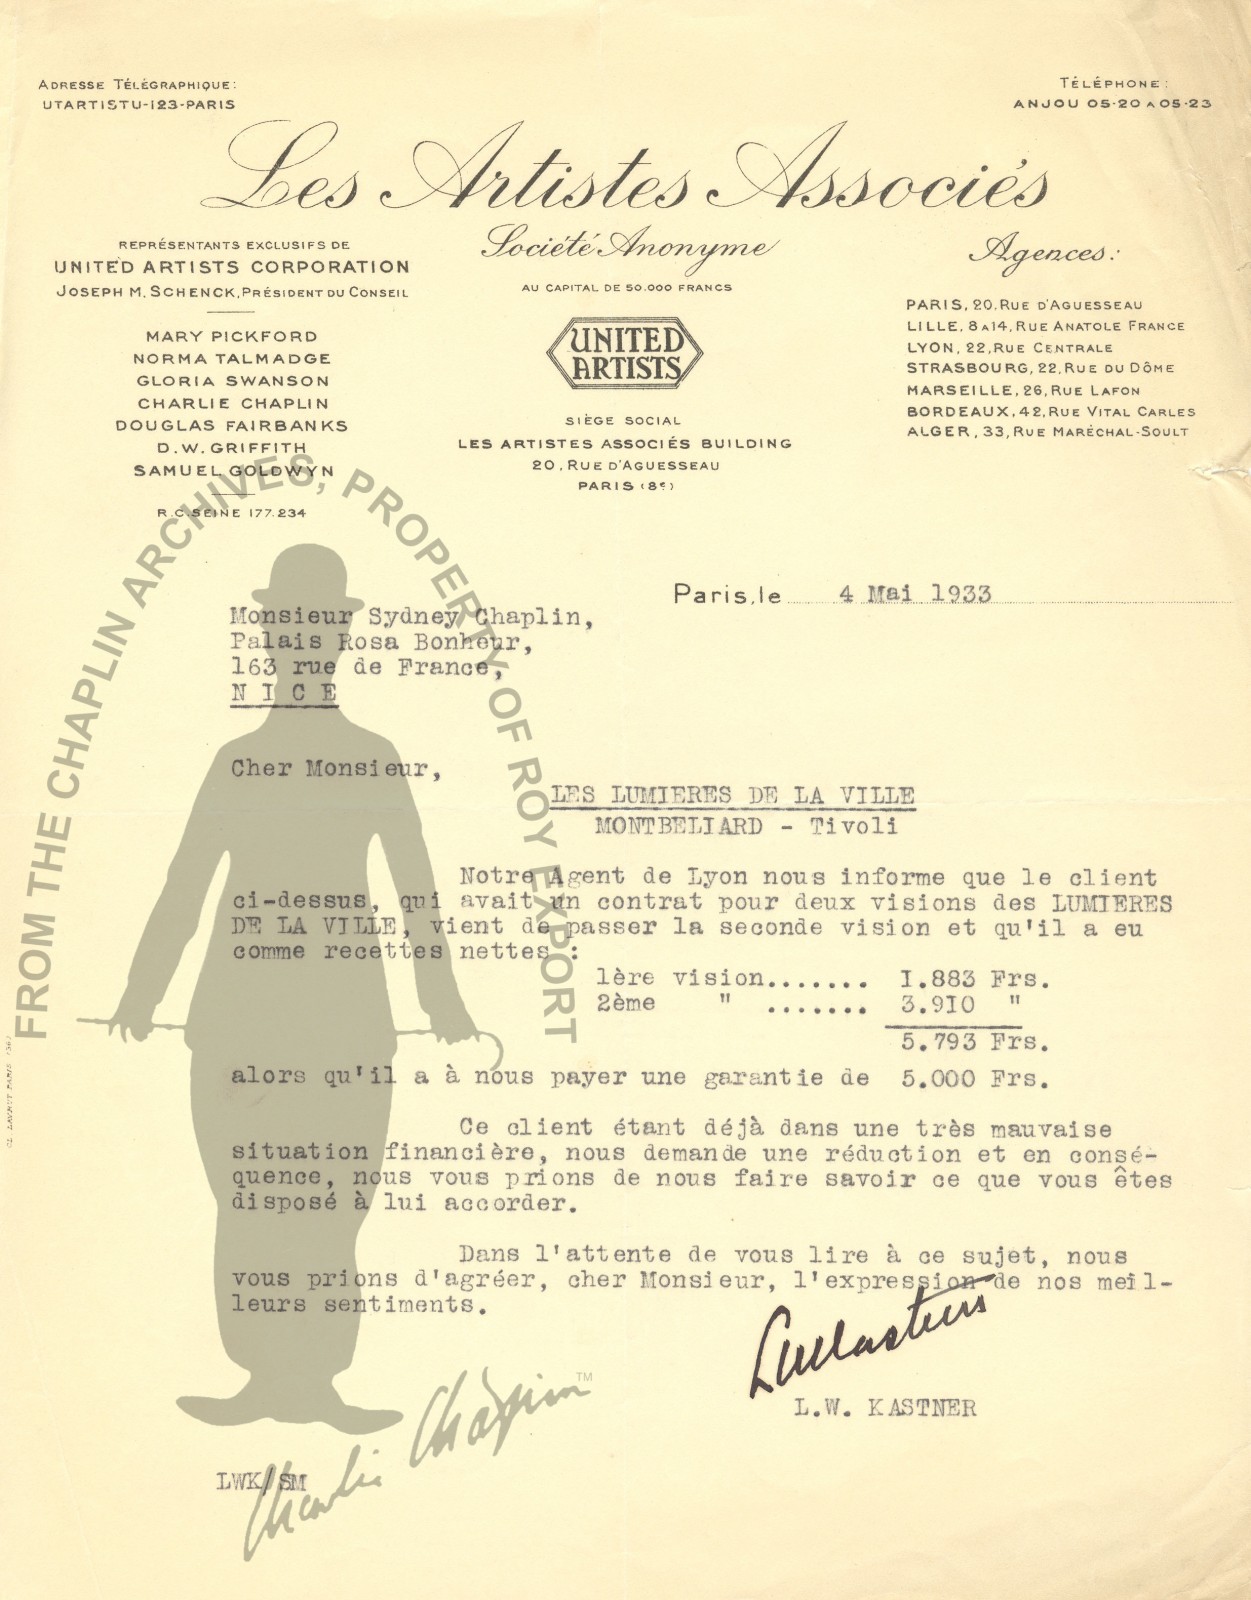 ADRESSE TÉLÉGRAPHIQUE:
UTARTISTU-123-PARIS
TÉLÉPHONE:
ANJOU 05-20 A 05-23
Les Artistes Associés
Société Anonyme
AU CAPITAL DE 50.000 FRANCS
REPRÉSENTANTS EXCLUSIFS DE
UNITED ARTISTS CORPORATION
JOSEPH M. SCHENCK, PRÉSIDENT DU CONSEIL
MARY PICKFORD
NORMA TALMADGE
GLORIA SWANSON
CHARLIE CHAPLIN
DOUGLAS FAIRBANKS
D.W. GRIFFITH
SAMUEL GOLDWYN
R.C. SEINE 177.234
UNITED
ARTISTS
SIÈGE SOCIAL
LES ARTISTES ASSOCIÉS BUILDING
20, RUE D'AGUESSEAU
PARIS (8e)
Agences:
PARIS, 20, RUE D'AGUESSEAU
LILLE, 8 A 14, RUE ANATOLE FRANCE
LYON, 22, RUE CENTRALE
STRASBOURG, 22, RUE DU DÔME
MARSEILLE, 26, RUE LAFON
BORDEAUX, 42, RUE VITAL CARLES
ALGER, 33, RUE MARÉCHAL-SOULT
Paris, le 4 Mai 1933
Monsieur Sydney Chaplin,
Palais Rosa Bonheur,
163 rue de France,
N I C E
Cher Monsieur,
LES LUMIERES DE LA VILLE
MONTBELIARD - Tivoli
Notre Agent de Lyon nous informe que le client
ci-dessus, qui avait un contrat pour deux visions des LUMIERES
DE LA VILLE, vient de passer la seconde vision et qu'il a eu
comme recettes nettes :
1ère vision....... 1.883 Frs.
2ème " ....... 3.910 "
5.793 Frs.
alors qu'il a à nous payer une garantie de 5.000 Frs.
Ce client étant déjà dans une très mauvaise
situation financière, nous demande une réduction et en consé-
quence, nous vous prions de nous faire savoir ce que vous êtes
disposé à lui accorder.
Dans l'attente de vous lire à ce sujet, nous
vous prions d'agréer, cher Monsieur, l'expression de nos meil-
leurs sentiments.
L.W. KASTNER
LWK/SM
FROM THE CHAPLIN ARCHIVES, PROPERTY OF ROY EXPORT
Charlie Chaplin TM